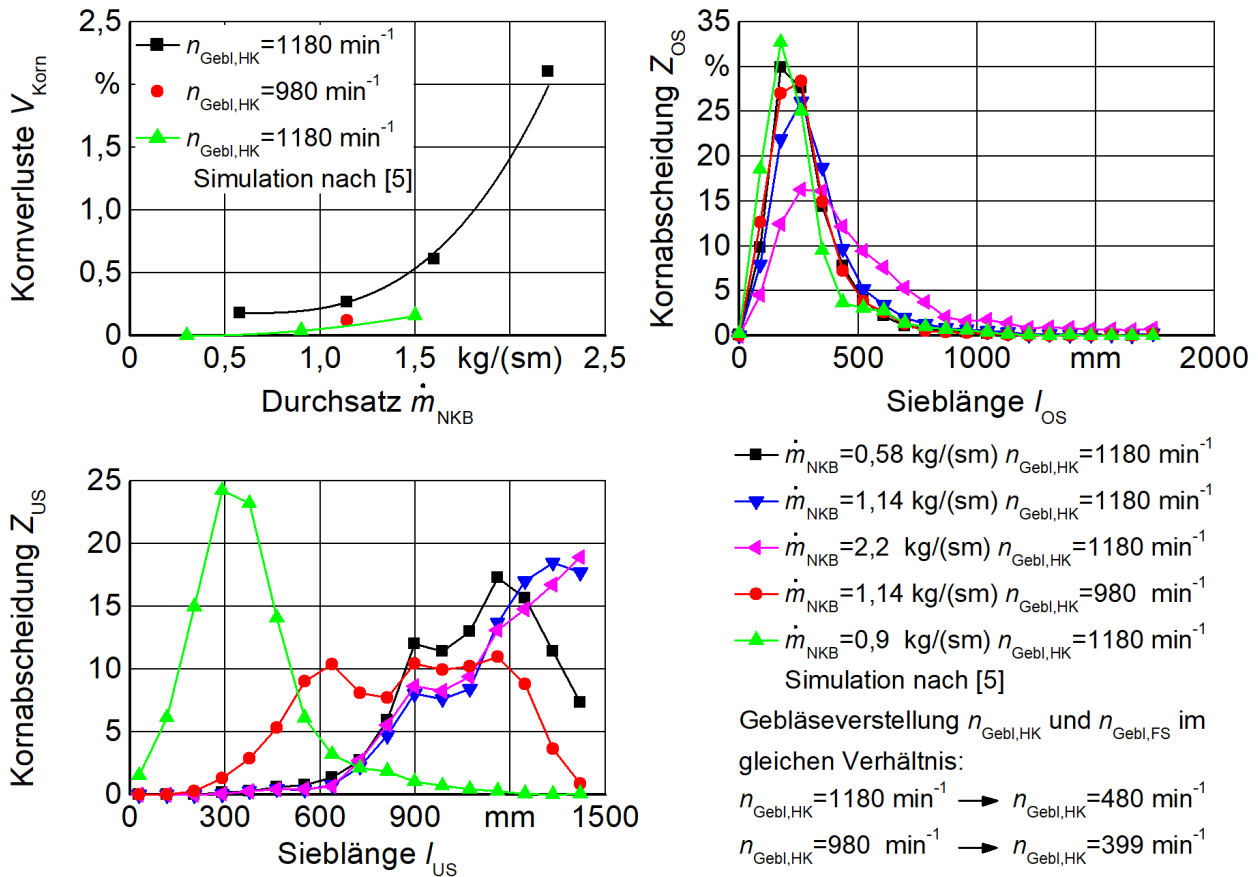 2,5
%
1,5
1,0
0,5
0
Kornverluste V_Korn
n_Gebl,HK=1180 min⁻¹
n_Gebl,HK=980 min⁻¹
n_Gebl,HK=1180 min⁻¹
Simulation nach [5]
0 0,5 1,0 1,5 kg/(sm) 2,5
Durchsatz ṁ_NKB
35
%
25
20
15
10
5
0
Kornabscheidung Z_OS
0 500 1000 mm 2000
Sieblänge l_OS
25
20
15
10
5
0
Kornabscheidung Z_US
0 300 600 900 mm 1500
Sieblänge l_US
ṁ_NKB=0,58 kg/(sm) n_Gebl,HK=1180 min⁻¹
ṁ_NKB=1,14 kg/(sm) n_Gebl,HK=1180 min⁻¹
ṁ_NKB=2,2 kg/(sm) n_Gebl,HK=1180 min⁻¹
ṁ_NKB=1,14 kg/(sm) n_Gebl,HK=980 min⁻¹
ṁ_NKB=0,9 kg/(sm) n_Gebl,HK=1180 min⁻¹
Simulation nach [5]
Gebläseverstellung n_Gebl,HK und n_Gebl,FS im
gleichen Verhältnis:
n_Gebl,HK=1180 min⁻¹ → n_Gebl,HK=480 min⁻¹
n_Gebl,HK=980 min⁻¹ → n_Gebl,HK=399 min⁻¹